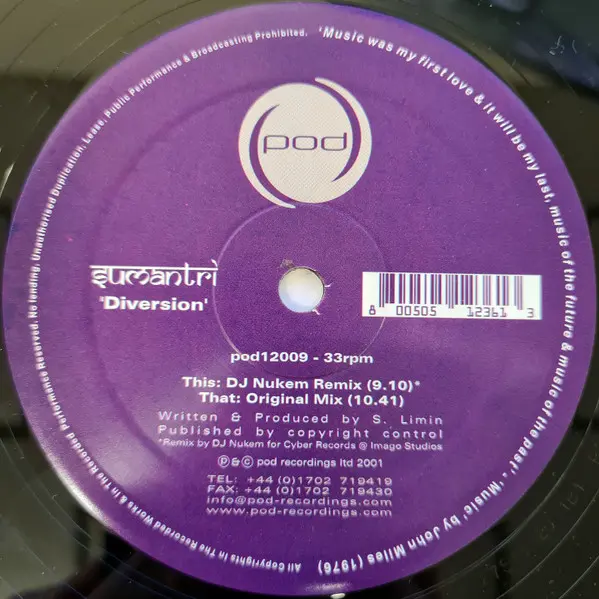 pod
sumantri
'Diversion'
8 00505 12361 3
pod12009 - 33rpm
This: DJ Nukem Remix (9.10)*
That: Original Mix (10.41)
Written & Produced by S. Limin
Published by copyright control
*Remix by DJ Nukem for Cyber Records @ Imago Studios
℗ & © pod recordings ltd 2001
TEL: +44 (0)1702 719419
FAX: +44 (0)1702 719430
info@pod-recordings.com
www.pod-recordings.com
All Copyrights In The Recorded Works & In The Recorded Performance Reserved. No lending, Unauthorised Duplication, Lease, Public Performance & Broadcasting Prohibited.
'Music was my first love & it will be my last, music of the future & music of the past' - 'Music' by John Miles (1976)